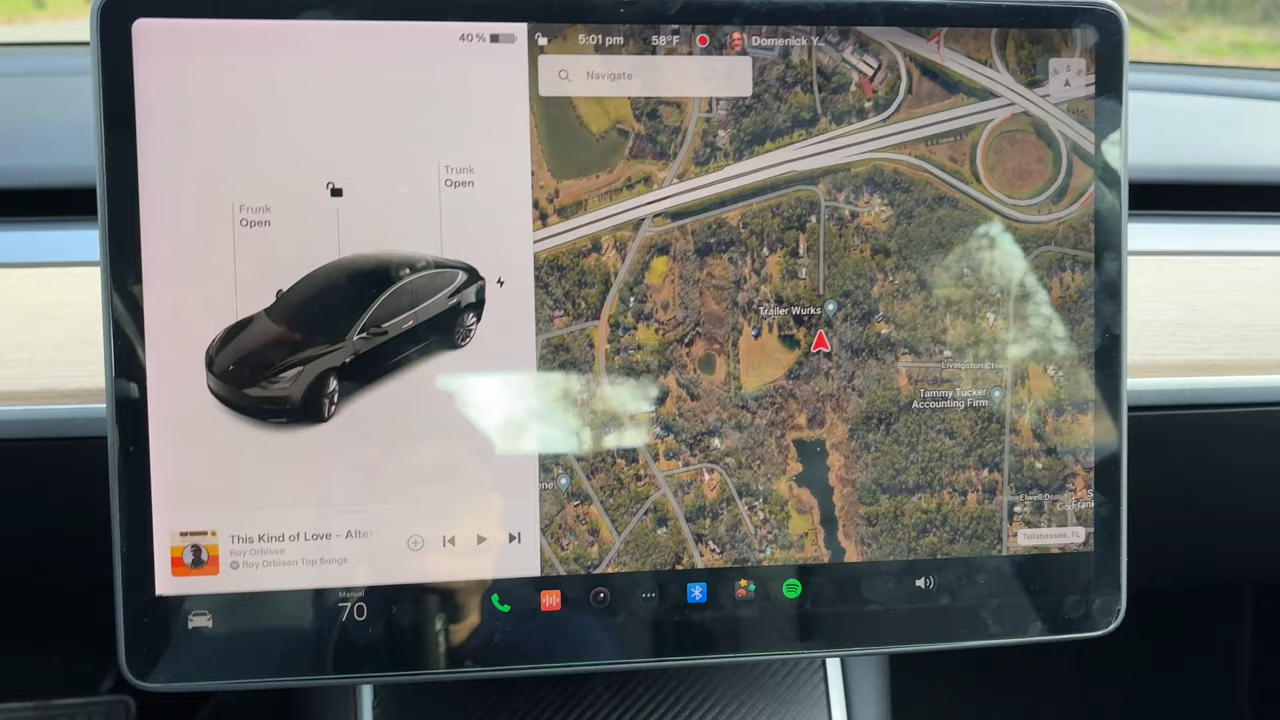 40 %
5:01 pm
58°F
Domenick Y...
Navigate
Trunk
Open
Frunk
Open
Trailer Wurks
Livingston Ct
Tammy Tucker
Accounting Firm
one
Elwell Dr
Tallahassee, FL
This Kind of Love - Alter
Roy Orbison
Roy Orbison Top Songs
Manual
70